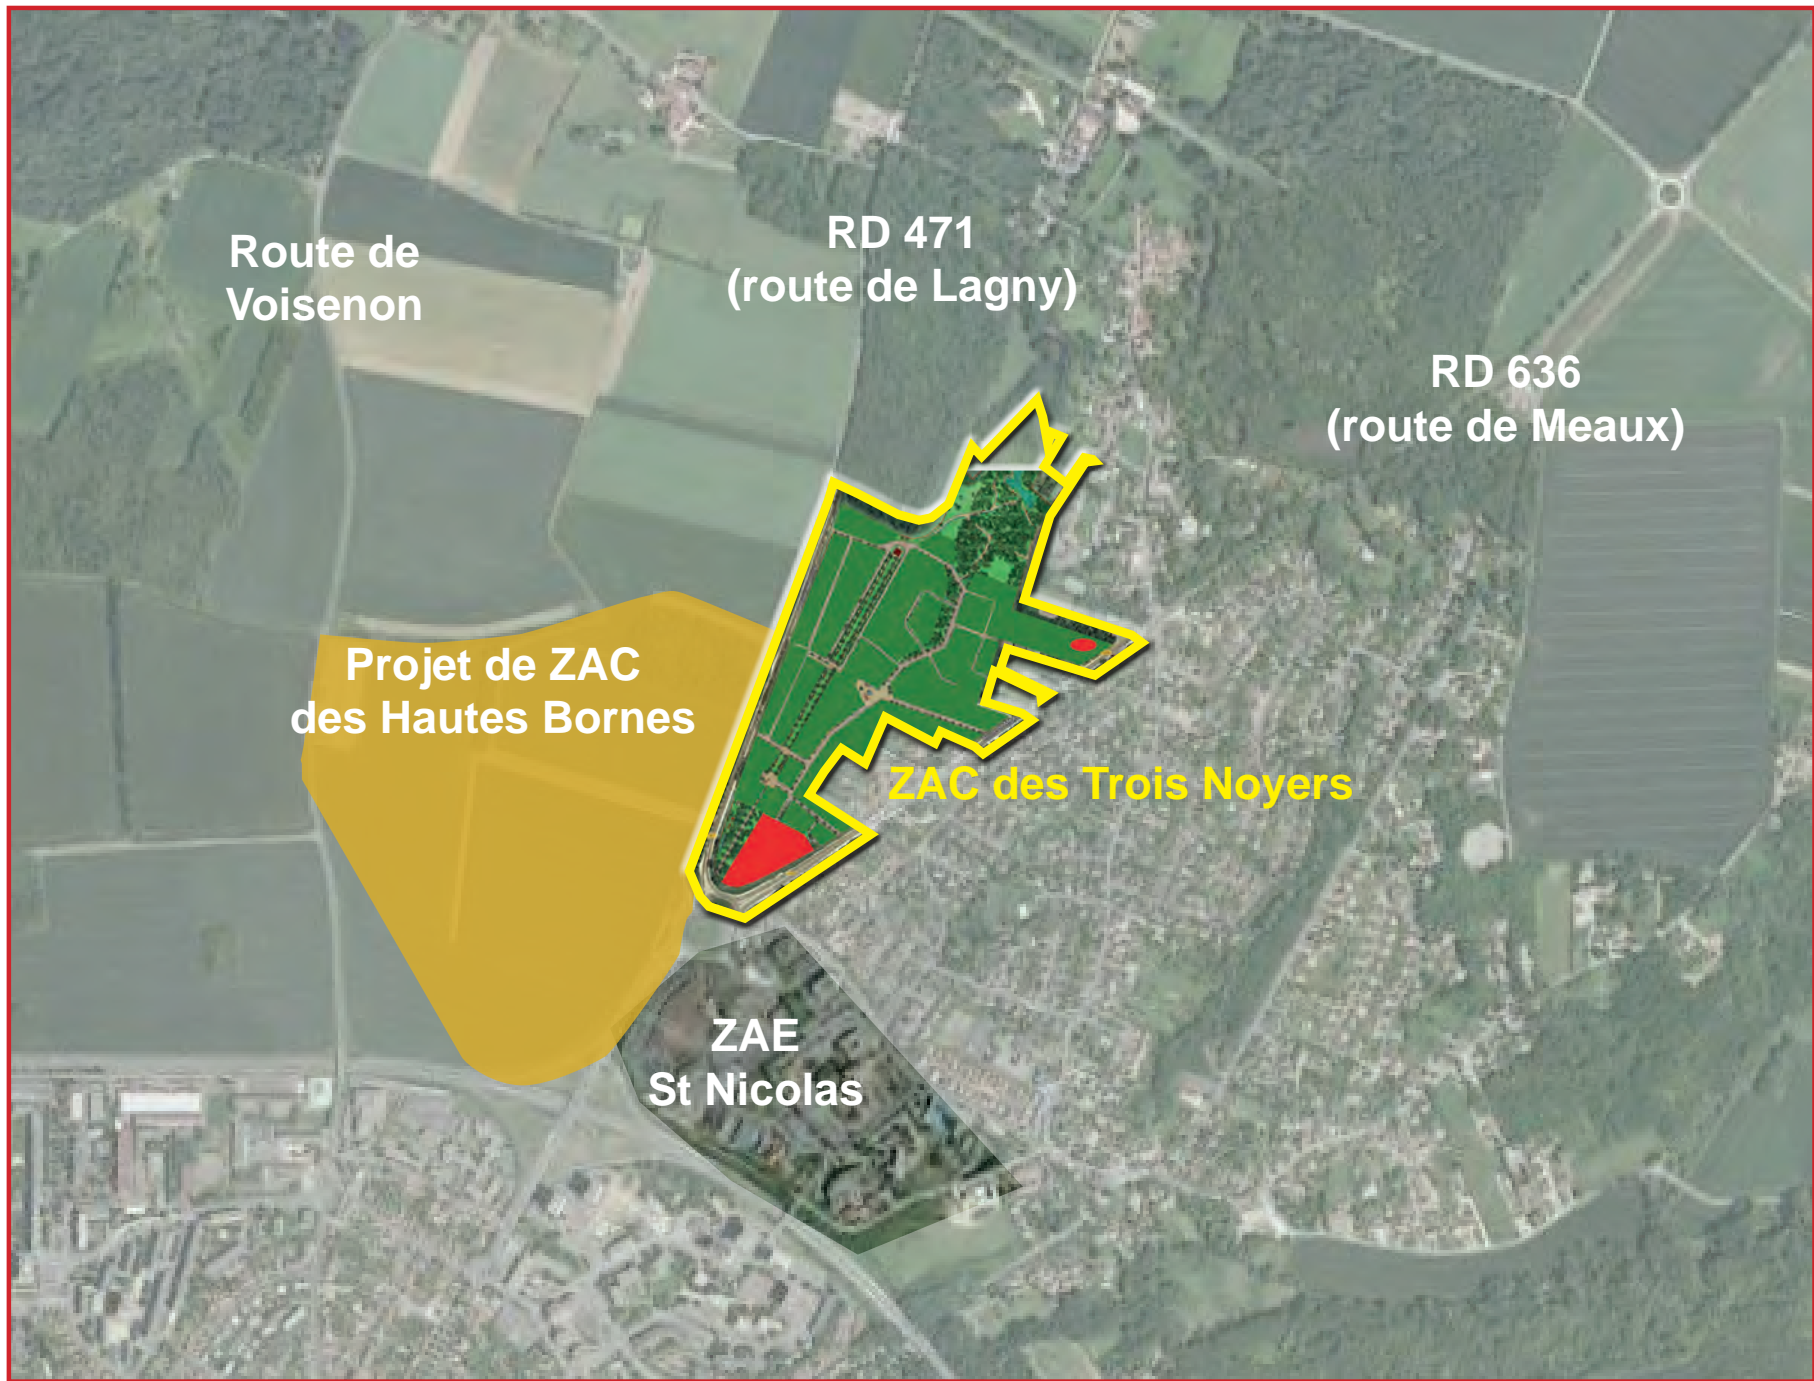 Route de
Voisenon
RD 471
(route de Lagny)
RD 636
(route de Meaux)
Projet de ZAC
des Hautes Bornes
ZAC des Trois Noyers
ZAE
St Nicolas